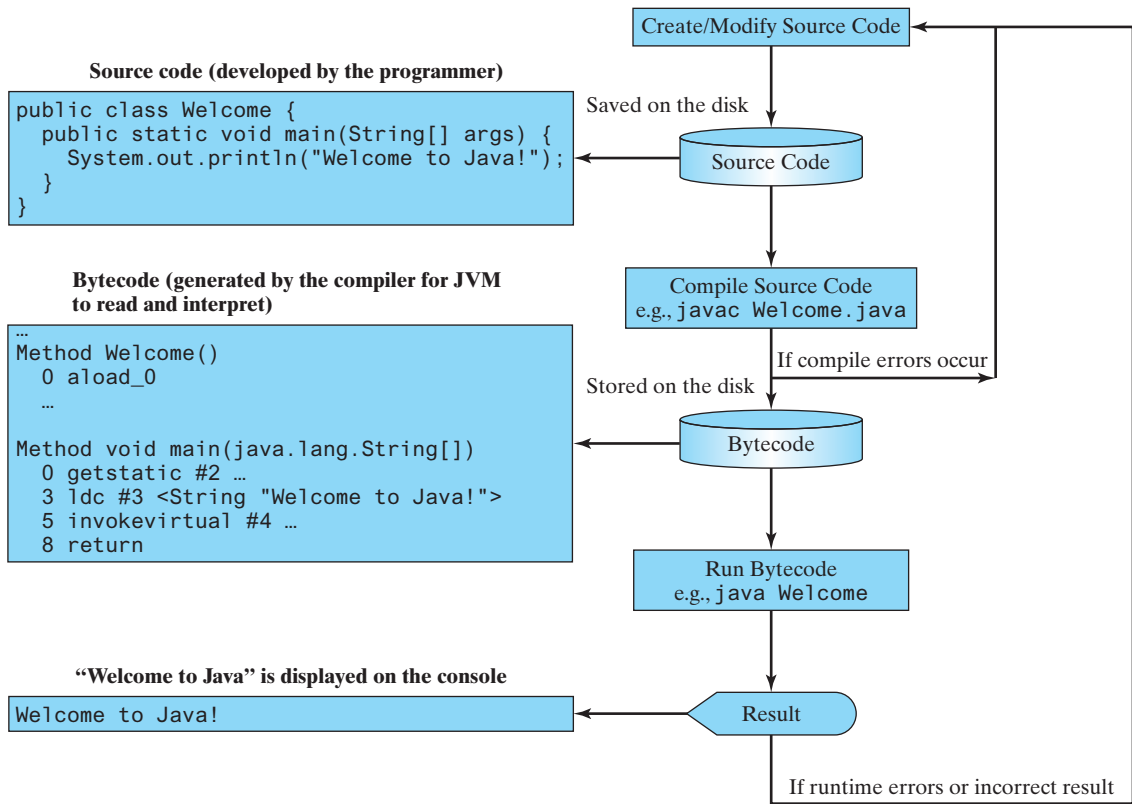 Create/Modify Source Code
Source code (developed by the programmer)
public class Welcome {
  public static void main(String[] args) {
    System.out.println("Welcome to Java!");
  }
}
Saved on the disk
Source Code
Compile Source Code
e.g., javac Welcome.java
If compile errors occur
Bytecode (generated by the compiler for JVM
to read and interpret)
…
Method Welcome()
  0 aload_0
  …
Method void main(java.lang.String[])
  0 getstatic #2 …
  3 ldc #3 <String "Welcome to Java!">
  5 invokevirtual #4 …
  8 return
Stored on the disk
Bytecode
Run Bytecode
e.g., java Welcome
“Welcome to Java” is displayed on the console
Welcome to Java!
Result
If runtime errors or incorrect result